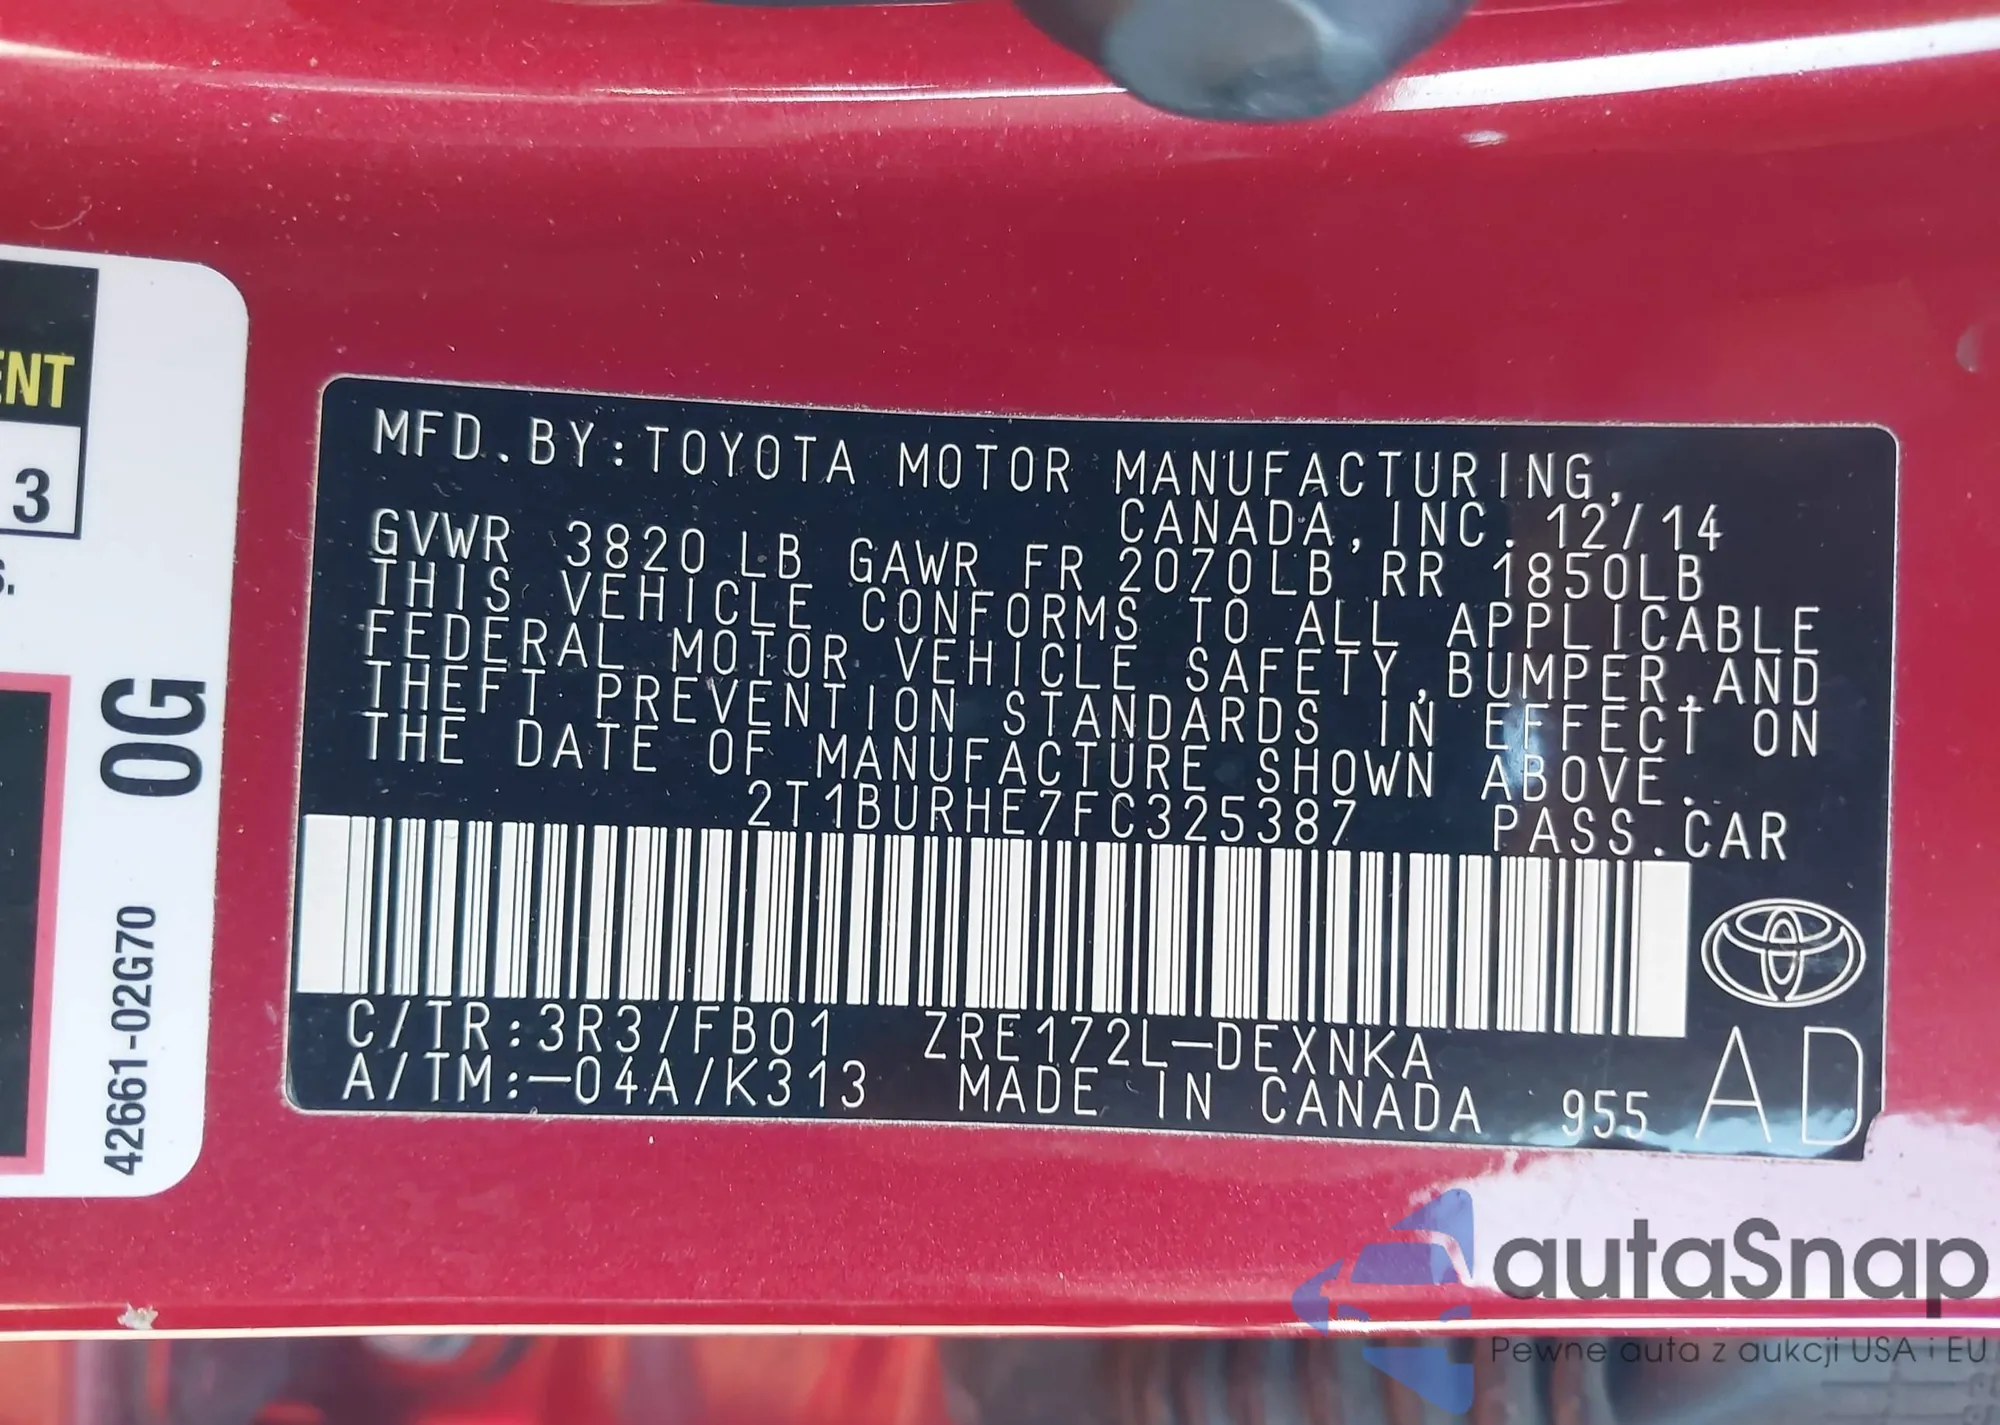 ENT
3
S.
0G
42661-02G70
MFD.BY:TOYOTA MOTOR MANUFACTURING,
CANADA,INC. 12/14
GVWR 3820 LB GAWR FR 2070LB RR 1850LB
THIS VEHICLE CONFORMS TO ALL APPLICABLE
FEDERAL MOTOR VEHICLE SAFETY,BUMPER,AND
THEFT PREVENTION STANDARDS IN EFFECT ON
THE DATE OF MANUFACTURE SHOWN ABOVE.
2T1BURHE7FC325387 PASS.CAR
C/TR:3R3/FB01 ZRE172L-DEXNKA
A/TM:-04A/K313 MADE IN CANADA 955
AD
autaSnap
Pewne auta z aukcji USA i EU